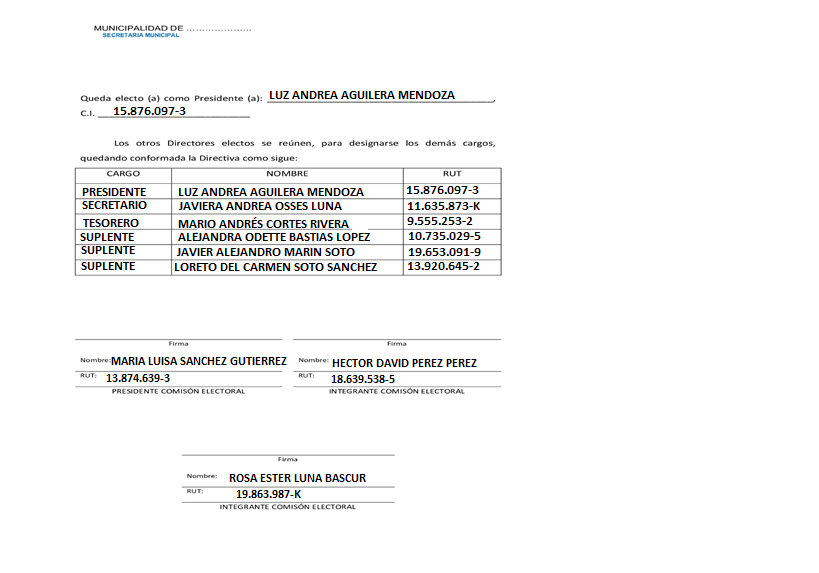 MUNICIPALIDAD DE …………………
SECRETARIA MUNICIPAL
Queda electo (a) como Presidente (a): LUZ ANDREA AGUILERA MENDOZA,
C.I. 15.876.097-3
Los otros Directores electos se reúnen, para designarse los demás cargos,
quedando conformada la Directiva como sigue:
CARGO NOMBRE RUT
PRESIDENTE LUZ ANDREA AGUILERA MENDOZA 15.876.097-3
SECRETARIO JAVIERA ANDREA OSSES LUNA 11.635.873-K
TESORERO MARIO ANDRÉS CORTES RIVERA 9.555.253-2
SUPLENTE ALEJANDRA ODETTE BASTIAS LOPEZ 10.735.029-5
SUPLENTE JAVIER ALEJANDRO MARIN SOTO 19.653.091-9
SUPLENTE LORETO DEL CARMEN SOTO SANCHEZ 13.920.645-2
Firma Firma
Nombre: MARIA LUISA SANCHEZ GUTIERREZ Nombre: HECTOR DAVID PEREZ PEREZ
RUT: 13.874.639-3 RUT: 18.639.538-5
PRESIDENTE COMISÓN ELECTORAL INTEGRANTE COMISIÓN ELECTORAL
Firma
Nombre: ROSA ESTER LUNA BASCUR
RUT: 19.863.987-K
INTEGRANTE COMISIÓN ELECTORAL